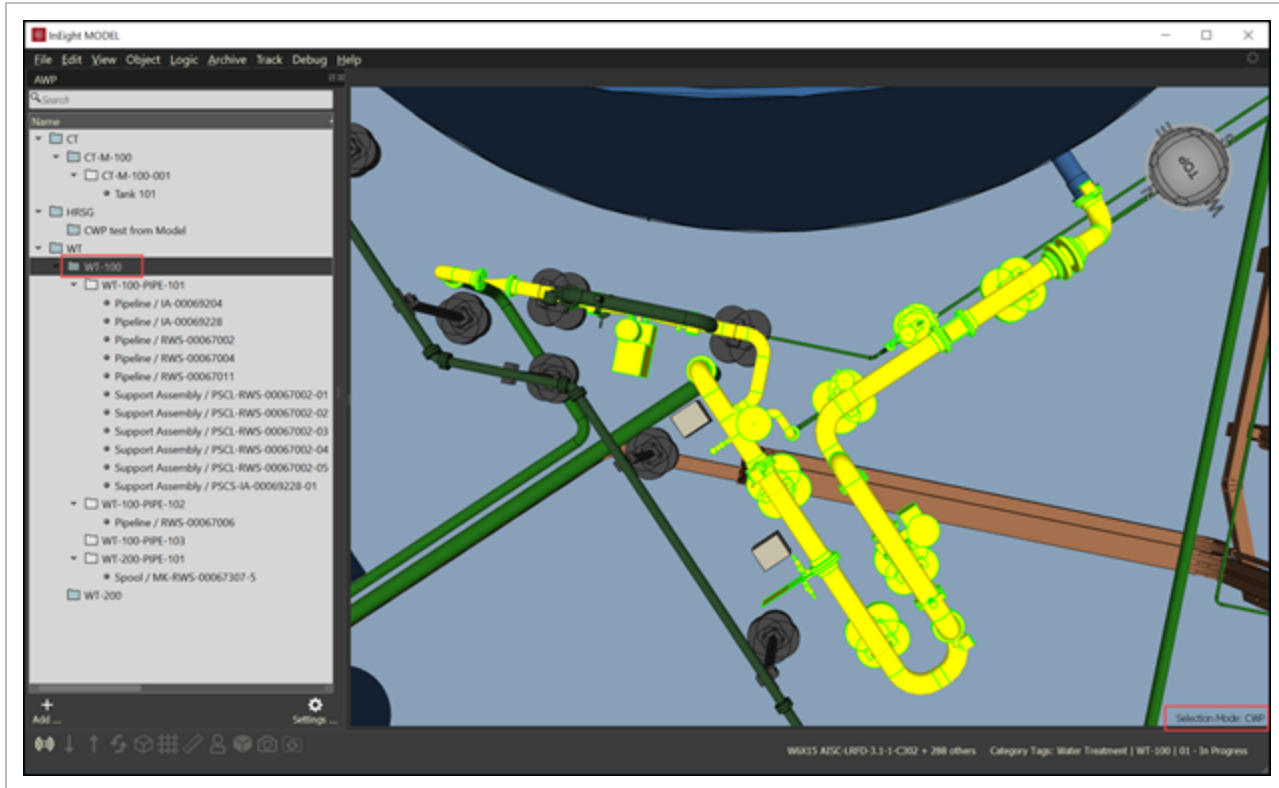 InEight MODEL
File Edit View Object Logic Archive Track Debug Help
AWP
Search
Name
CT
CT-M-100
CT-M-100-001
Tank 101
HRSG
CWP test from Model
WT
WT-100
WT-100-PIPE-101
Pipeline / IA-00069204
Pipeline / IA-00069228
Pipeline / RWS-00067002
Pipeline / RWS-00067004
Pipeline / RWS-00067011
Support Assembly / PSCL-RWS-00067002-01
Support Assembly / PSCL-RWS-00067002-02
Support Assembly / PSCL-RWS-00067002-03
Support Assembly / PSCL-RWS-00067002-04
Support Assembly / PSCL-RWS-00067002-05
Support Assembly / PSCS-IA-00069228-01
WT-100-PIPE-102
Pipeline / RWS-00067006
WT-100-PIPE-103
WT-200-PIPE-101
Spool / MK-RWS-00067307-5
WT-200
Add ...
Settings ...
TOP
S
W
Selection Mode: CWP
W6X15 AISC-LRFD-3.1-1-C302 + 288 others Category Tags: Water Treatment | WT-100 | 01 - In Progress